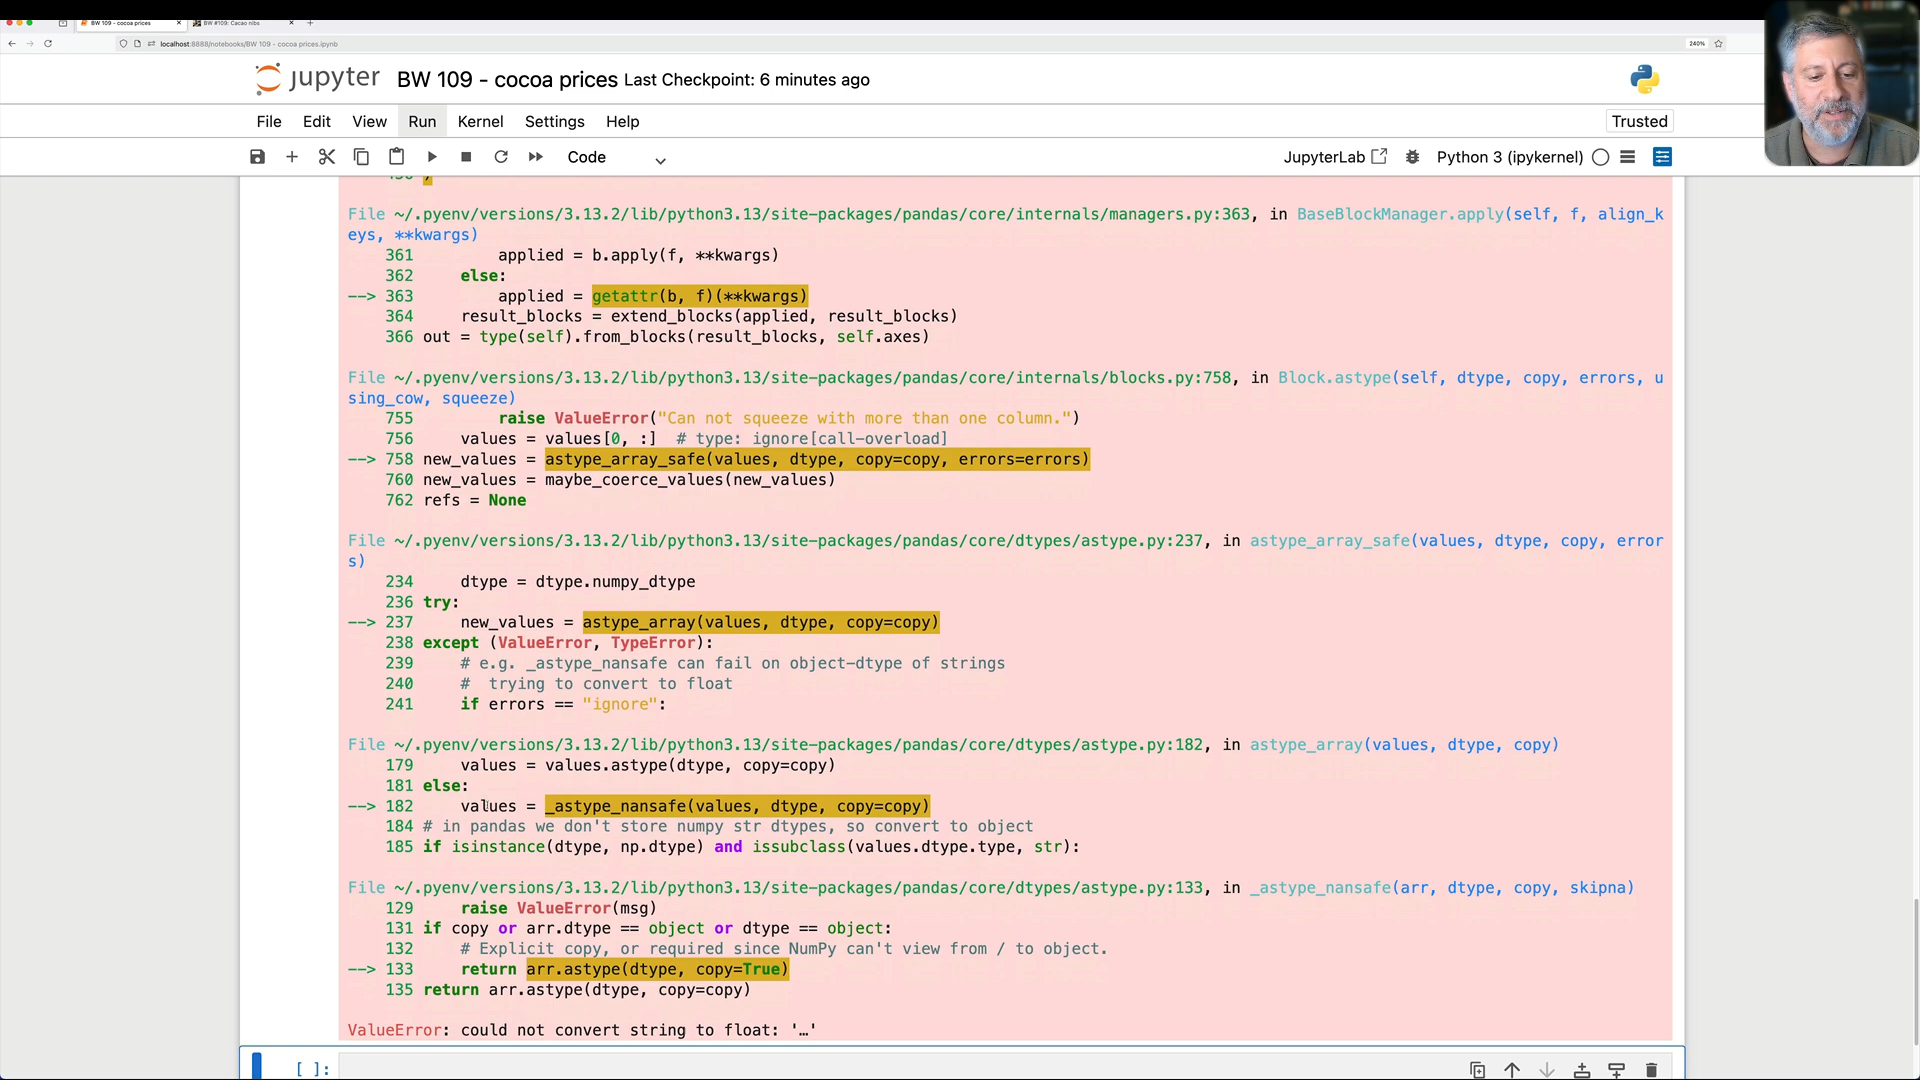 BW 109 - cocoa prices
BW #109: Cacao nibs
localhost:8888/notebooks/BW 109 - cocoa prices.ipynb
240%
jupyter BW 109 - cocoa prices Last Checkpoint: 6 minutes ago
File Edit View Run Kernel Settings Help
Trusted
Code
JupyterLab Python 3 (ipykernel)
File ~/.pyenv/versions/3.13.2/lib/python3.13/site-packages/pandas/core/internals/managers.py:363, in BaseBlockManager.apply(self, f, align_k
eys, **kwargs)
361 applied = b.apply(f, **kwargs)
362 else:
--> 363 applied = getattr(b, f)(**kwargs)
364 result_blocks = extend_blocks(applied, result_blocks)
366 out = type(self).from_blocks(result_blocks, self.axes)
File ~/.pyenv/versions/3.13.2/lib/python3.13/site-packages/pandas/core/internals/blocks.py:758, in Block.astype(self, dtype, copy, errors, u
sing_cow, squeeze)
755 raise ValueError("Can not squeeze with more than one column.")
756 values = values[0, :] # type: ignore[call-overload]
--> 758 new_values = astype_array_safe(values, dtype, copy=copy, errors=errors)
760 new_values = maybe_coerce_values(new_values)
762 refs = None
File ~/.pyenv/versions/3.13.2/lib/python3.13/site-packages/pandas/core/dtypes/astype.py:237, in astype_array_safe(values, dtype, copy, error
s)
234 dtype = dtype.numpy_dtype
236 try:
--> 237 new_values = astype_array(values, dtype, copy=copy)
238 except (ValueError, TypeError):
239 # e.g. _astype_nansafe can fail on object-dtype of strings
240 # trying to convert to float
241 if errors == "ignore":
File ~/.pyenv/versions/3.13.2/lib/python3.13/site-packages/pandas/core/dtypes/astype.py:182, in astype_array(values, dtype, copy)
179 values = values.astype(dtype, copy=copy)
181 else:
--> 182 values = _astype_nansafe(values, dtype, copy=copy)
184 # in pandas we don't store numpy str dtypes, so convert to object
185 if isinstance(dtype, np.dtype) and issubclass(values.dtype.type, str):
File ~/.pyenv/versions/3.13.2/lib/python3.13/site-packages/pandas/core/dtypes/astype.py:133, in _astype_nansafe(arr, dtype, copy, skipna)
129 raise ValueError(msg)
131 if copy or arr.dtype == object or dtype == object:
132 # Explicit copy, or required since NumPy can't view from / to object.
--> 133 return arr.astype(dtype, copy=True)
135 return arr.astype(dtype, copy=copy)
ValueError: could not convert string to float: '…'
[ ]: